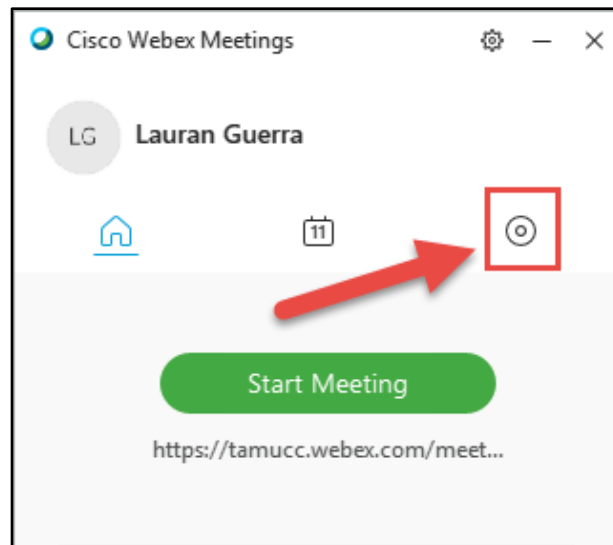 Cisco Webex Meetings
LG Lauran Guerra
11
Start Meeting
https://tamucc.webex.com/meet...